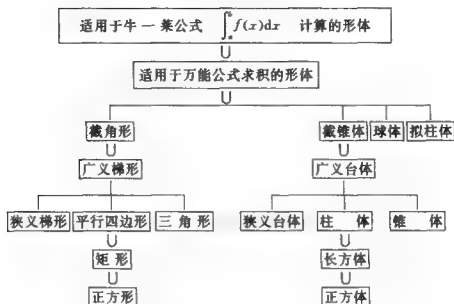 适用于牛－莱公式 ∫ₐᵇ f(x)dx 计算的形体
∪
适用于万能公式求积的形体
∪
截角形 截锥体 球体 拟柱体
∪ ∪
广义梯形 广义台体
狭义梯形 平行四边形 三角形 狭义台体 柱体 锥体
∪ ∪
矩形 长方体
∪ ∪
正方形 正方体